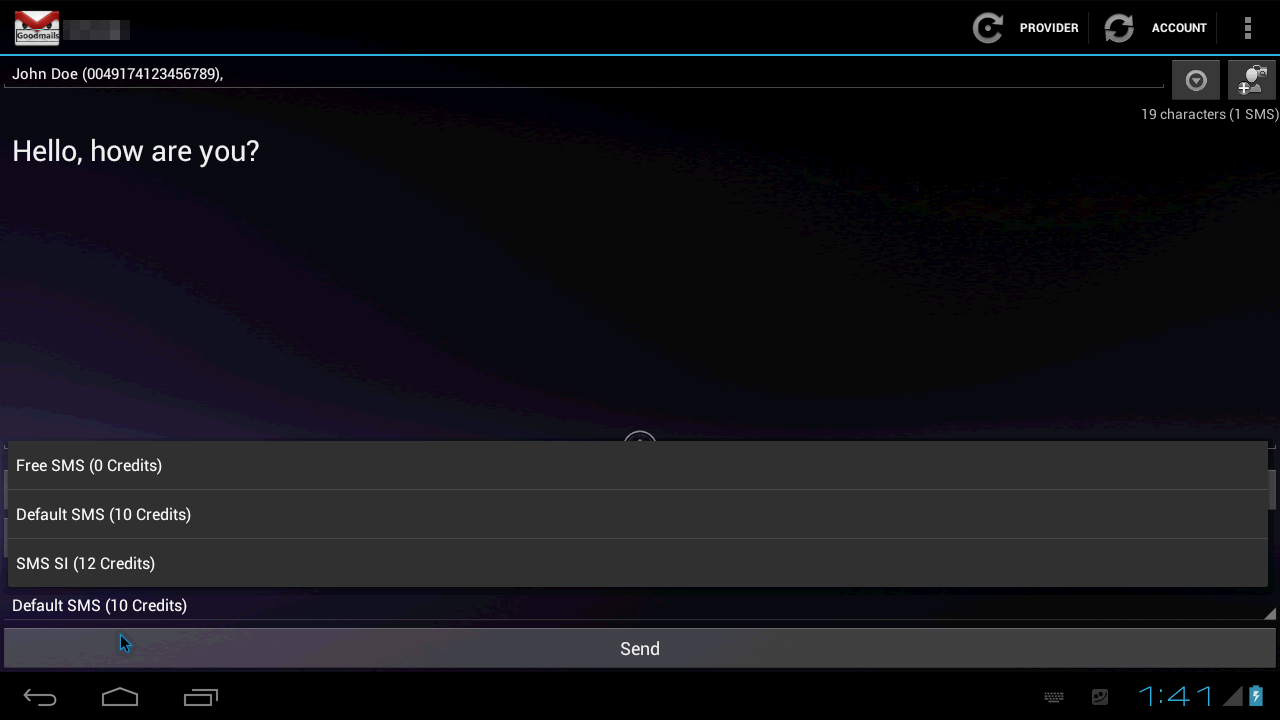 Goodmails
PROVIDER
ACCOUNT
John Doe (0049174123456789),
19 characters (1 SMS)
Hello, how are you?
Free SMS (0 Credits)
Default SMS (10 Credits)
SMS SI (12 Credits)
Default SMS (10 Credits)
Send
1:41